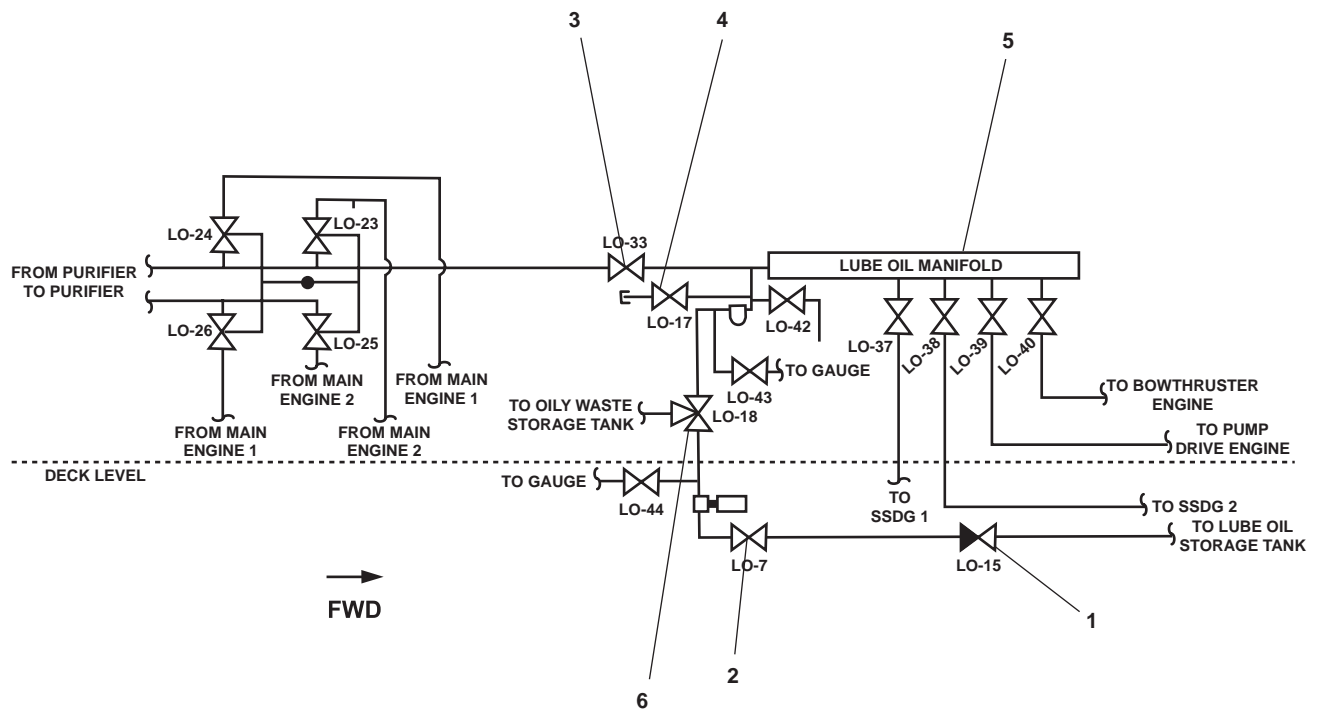 3
4
5
LO-33
LO-24
LO-23
FROM PURIFIER
TO PURIFIER
LUBE OIL MANIFOLD
LO-26
LO-25
LO-17
LO-42
LO-37
LO-38
LO-39
LO-40
TO GAUGE
LO-43
FROM MAIN
ENGINE 2
FROM MAIN
ENGINE 1
TO BOWTHRUSTER
ENGINE
TO OILY WASTE
STORAGE TANK
LO-18
FROM MAIN
ENGINE 1
FROM MAIN
ENGINE 2
TO PUMP
DRIVE ENGINE
DECK LEVEL
TO GAUGE
LO-44
TO
SSDG 1
TO SSDG 2
TO LUBE OIL
STORAGE TANK
LO-7
LO-15
FWD
1
2
6